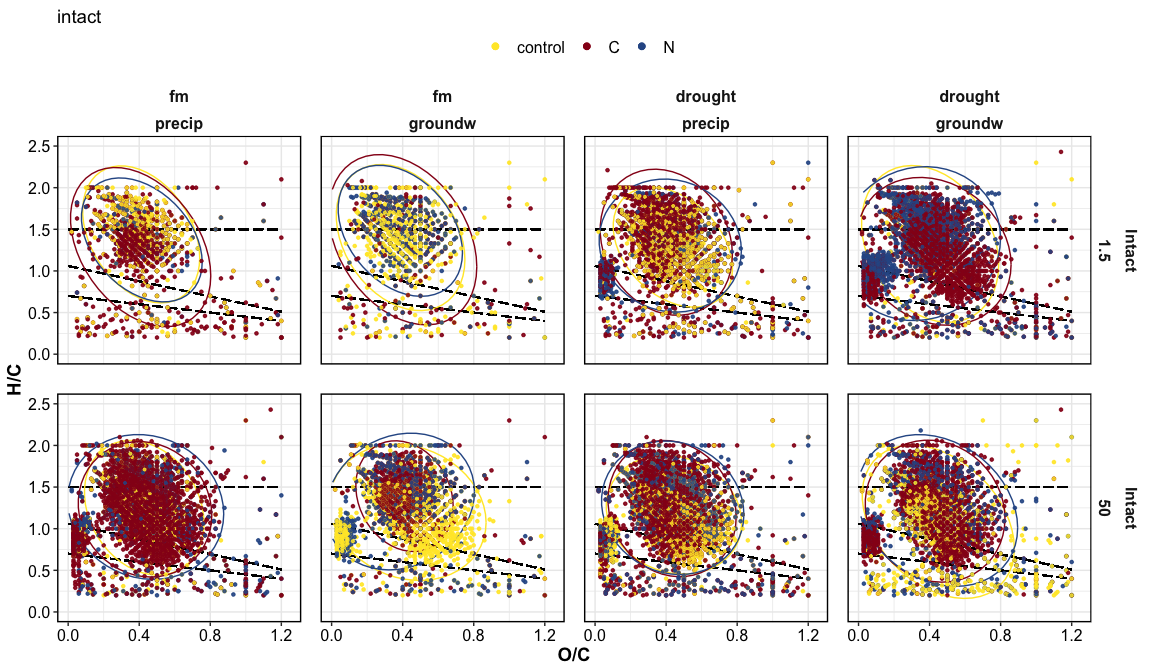 intact
control C N
fm fm drought drought
precip groundw precip groundw
2.5
2.0
1.5
1.0
0.5
0.0
Intact
1.5
H/C
2.5
2.0
1.5
1.0
0.5
0.0
Intact
50
0.0 0.4 0.8 1.2 0.0 0.4 0.8 1.2 0.0 0.4 0.8 1.2 0.0 0.4 0.8 1.2
O/C